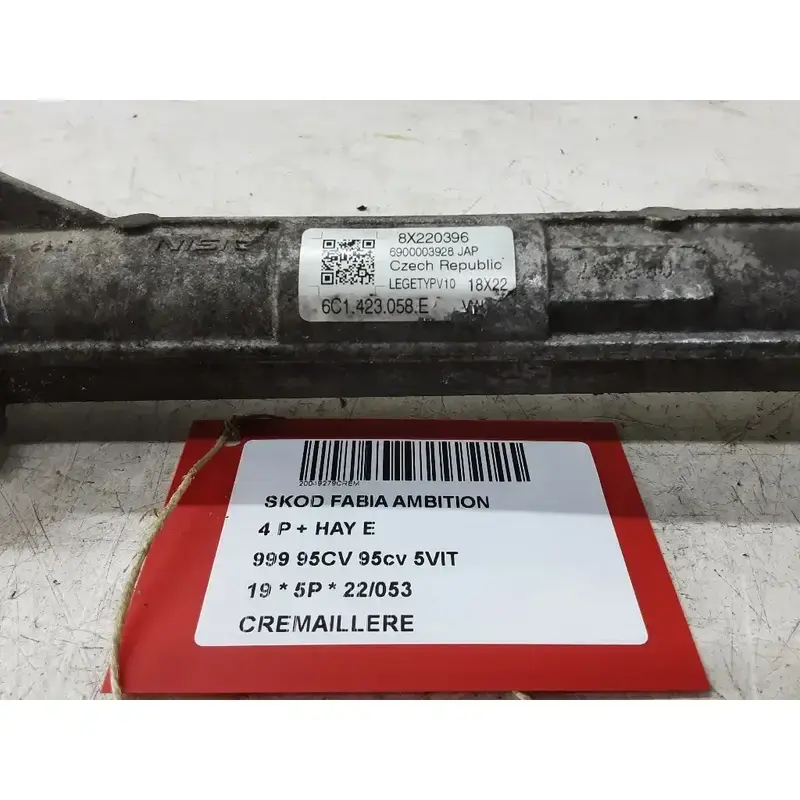 8X220396
6900003928 JAP
Czech Republic
LEGETYPV10 18X22
6C1.423.058.E
20049279CREM
SKOD FABIA AMBITION
4 P + HAY E
999 95CV 95cv 5VIT
19 * 5P * 22/053
CREMAILLERE